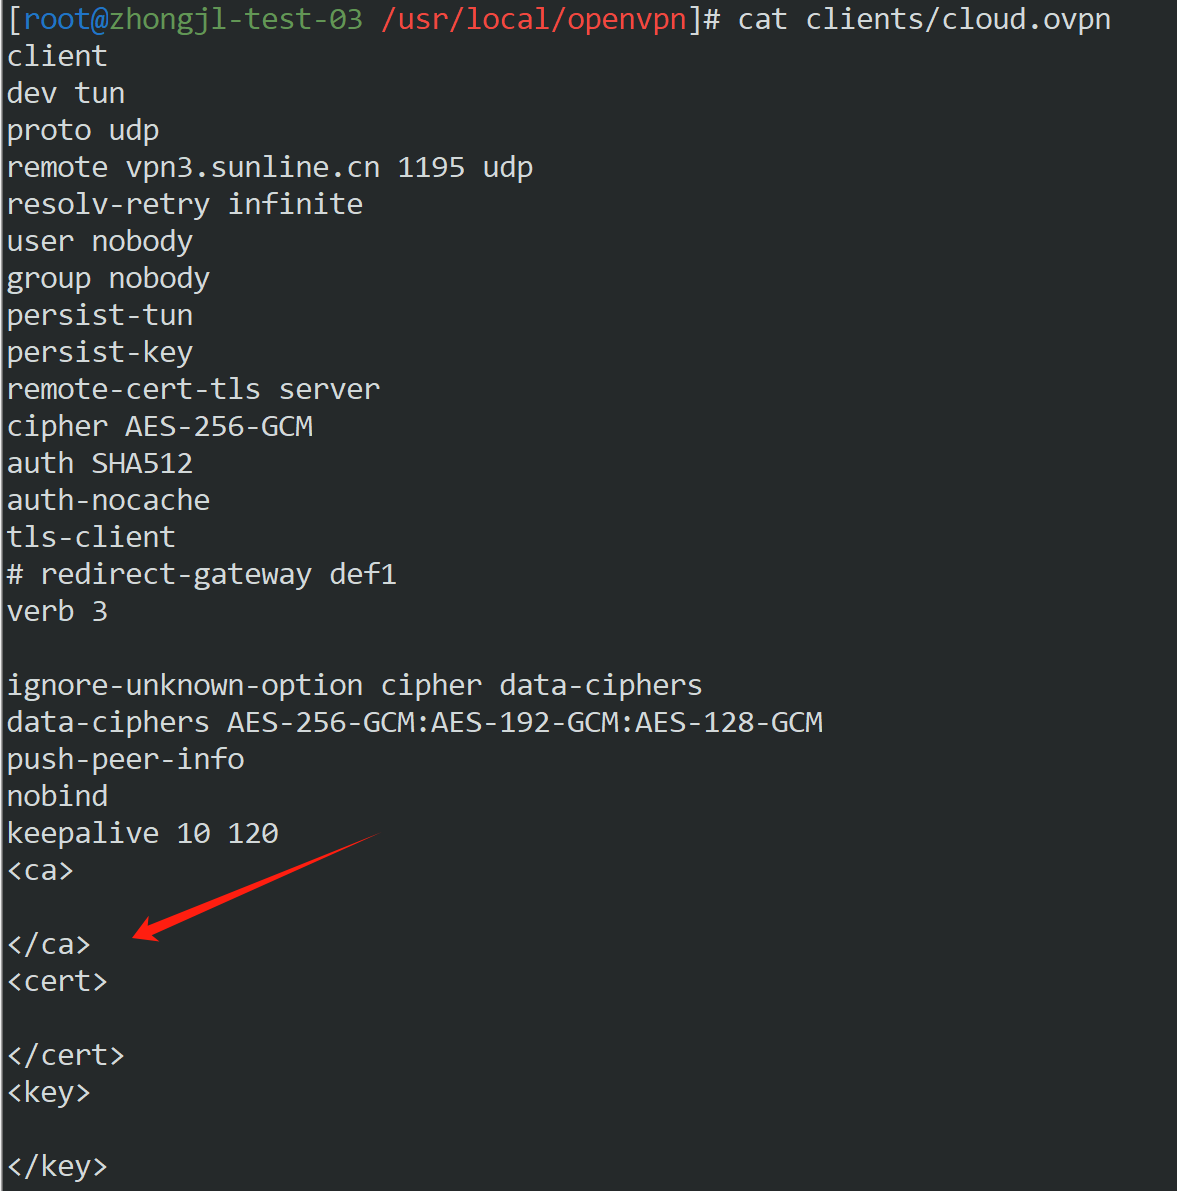 [root@zhongjl-test-03 /usr/local/openvpn]# cat clients/cloud.ovpn
client
dev tun
proto udp
remote vpn3.sunline.cn 1195 udp
resolv-retry infinite
user nobody
group nobody
persist-tun
persist-key
remote-cert-tls server
cipher AES-256-GCM
auth SHA512
auth-nocache
tls-client
# redirect-gateway def1
verb 3
ignore-unknown-option cipher data-ciphers
data-ciphers AES-256-GCM:AES-192-GCM:AES-128-GCM
push-peer-info
nobind
keepalive 10 120
<ca>
</ca>
<cert>
</cert>
<key>
</key>